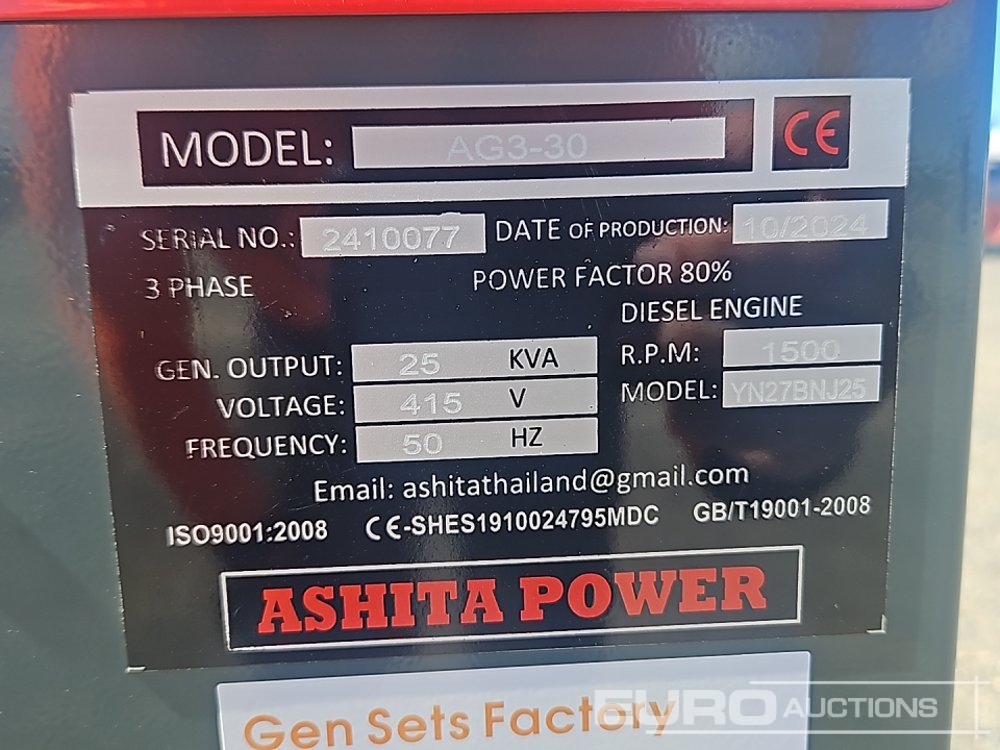 MODEL: AG3-30 CE
SERIAL NO.: 2410077 DATE OF PRODUCTION: 10/2024
3 PHASE POWER FACTOR 80%
DIESEL ENGINE
GEN. OUTPUT: 25 KVA R.P.M: 1500
VOLTAGE: 415 V MODEL: YN27BNJ25
FREQUENCY: 50 HZ
Email: ashitathailand@gmail.com
ISO9001:2008 CE-SHES1910024795MDC GB/T19001-2008
ASHITA POWER
Gen Sets Factory
EURO AUCTIONS